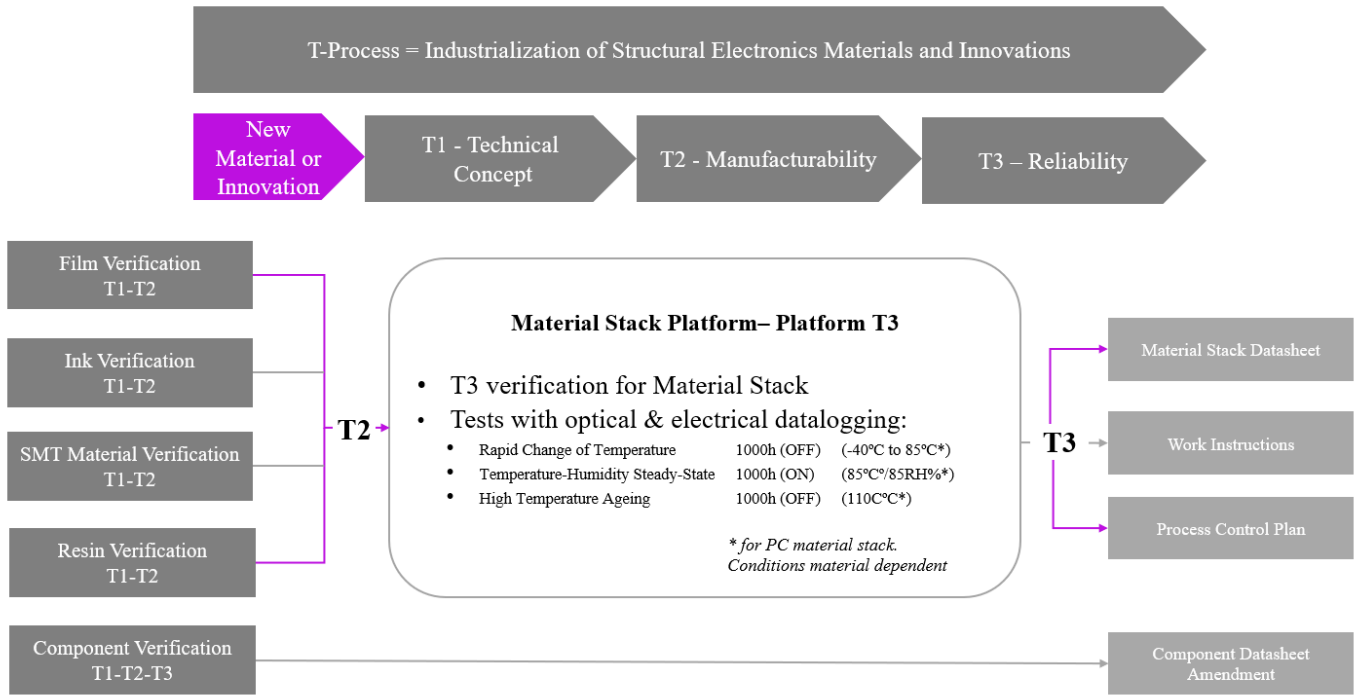 T-Process = Industrialization of Structural Electronics Materials and Innovations
New
Material or
Innovation
T1 - Technical
Concept
T2 - Manufacturability
T3 – Reliability
Film Verification
T1-T2
Ink Verification
T1-T2
SMT Material Verification
T1-T2
Resin Verification
T1-T2
Component Verification
T1-T2-T3
T2
Material Stack Platform– Platform T3
• T3 verification for Material Stack
• Tests with optical & electrical datalogging:
• Rapid Change of Temperature 1000h (OFF) (-40ºC to 85ºC*)
• Temperature-Humidity Steady-State 1000h (ON) (85ºCº/85RH%*)
• High Temperature Ageing 1000h (OFF) (110CºC*)
* for PC material stack.
Conditions material dependent
T3
Material Stack Datasheet
Work Instructions
Process Control Plan
Component Datasheet
Amendment